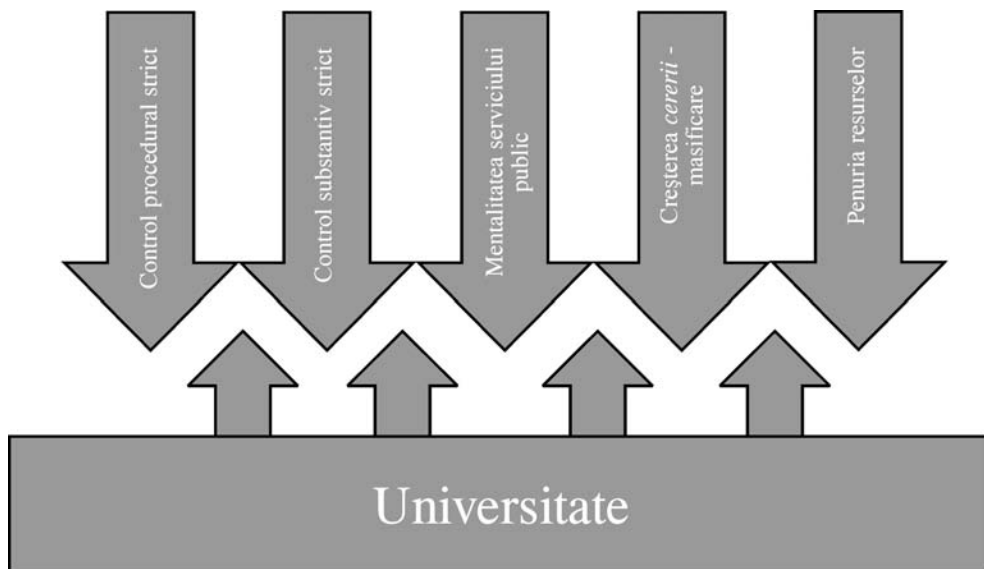 Control procedural strict
Control substantiv strict
Mentalitatea serviciului
public
Creşterea cererii -
masificare
Penuria resurselor
Universitate